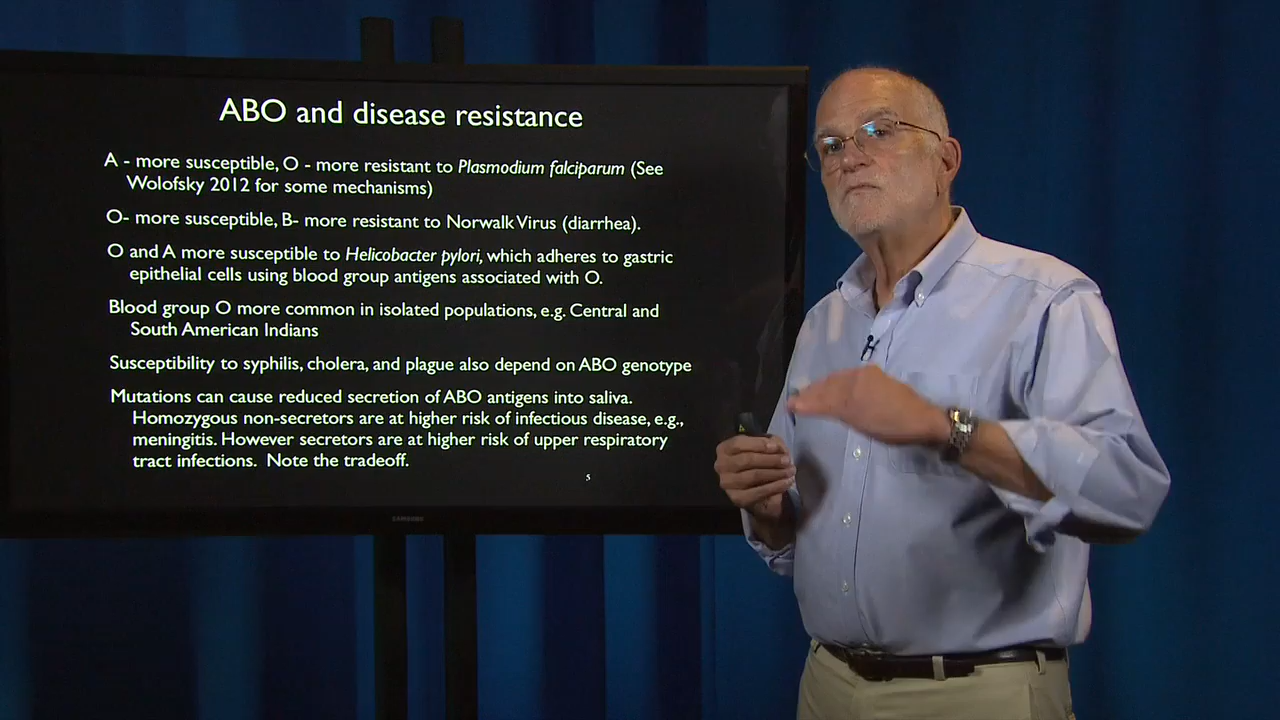 ABO and disease resistance
A - more susceptible, O - more resistant to Plasmodium falciparum (See
Wolofsky 2012 for some mechanisms)
O- more susceptible, B- more resistant to Norwalk Virus (diarrhea).
O and A more susceptible to Helicobacter pylori, which adheres to gastric
epithelial cells using blood group antigens associated with O.
Blood group O more common in isolated populations, e.g. Central and
South American Indians
Susceptibility to syphilis, cholera, and plague also depend on ABO genotype
Mutations can cause reduced secretion of ABO antigens into saliva.
Homozygous non-secretors are at higher risk of infectious disease, e.g.,
meningitis. However secretors are at higher risk of upper respiratory
tract infections. Note the tradeoff.
5
SAMSUNG